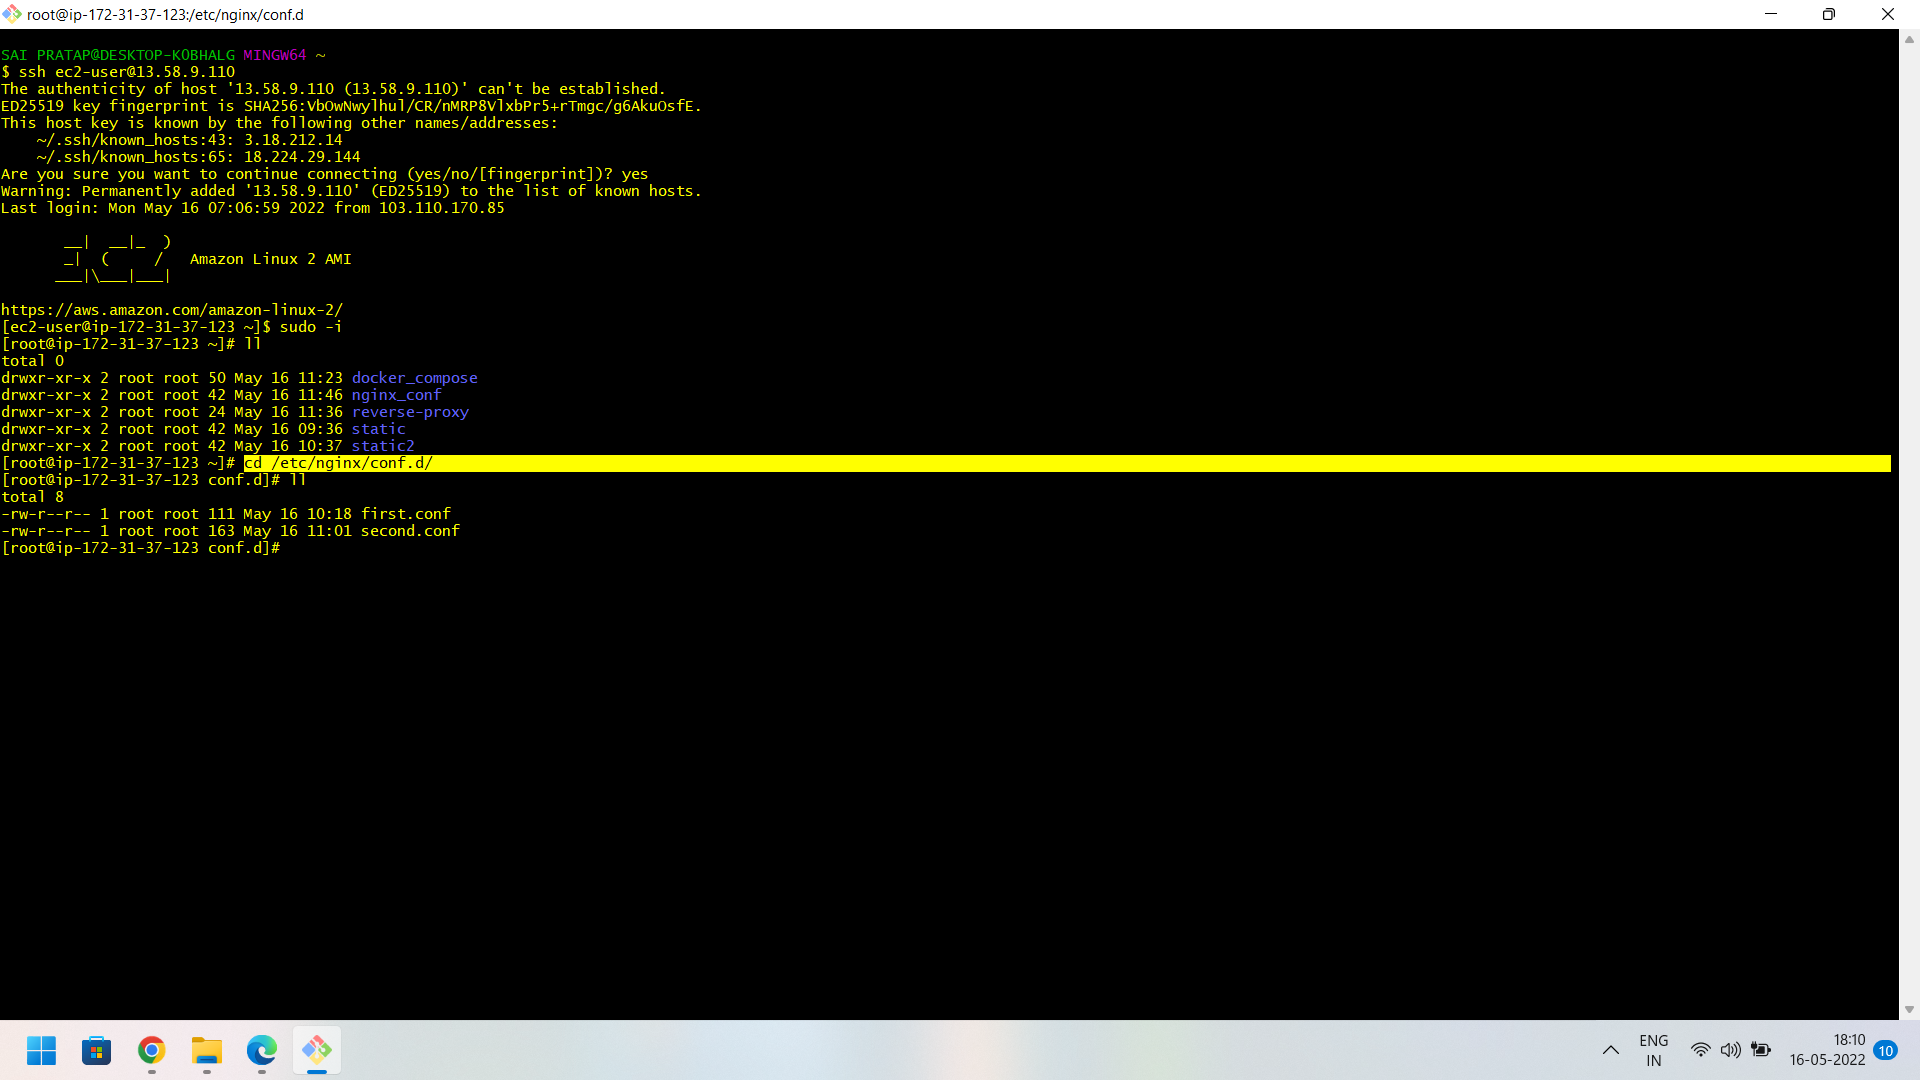 root@ip-172-31-37-123:/etc/nginx/conf.d
SAI PRATAP@DESKTOP-K0BHALG MINGW64 ~
$ ssh ec2-user@13.58.9.110
The authenticity of host '13.58.9.110 (13.58.9.110)' can't be established.
ED25519 key fingerprint is SHA256:VbOwNwylhul/CR/nMRP8VlxbPr5+rTmgc/g6AkuOsfE.
This host key is known by the following other names/addresses:
    ~/.ssh/known_hosts:43: 3.18.212.14
    ~/.ssh/known_hosts:65: 18.224.29.144
Are you sure you want to continue connecting (yes/no/[fingerprint])? yes
Warning: Permanently added '13.58.9.110' (ED25519) to the list of known hosts.
Last login: Mon May 16 07:06:59 2022 from 103.110.170.85
       __|  __|_  )
       _|  (     /   Amazon Linux 2 AMI
      ___|\___|___|
https://aws.amazon.com/amazon-linux-2/
[ec2-user@ip-172-31-37-123 ~]$ sudo -i
[root@ip-172-31-37-123 ~]# ll
total 0
drwxr-xr-x 2 root root 50 May 16 11:23 docker_compose
drwxr-xr-x 2 root root 42 May 16 11:46 nginx_conf
drwxr-xr-x 2 root root 24 May 16 11:36 reverse-proxy
drwxr-xr-x 2 root root 42 May 16 09:36 static
drwxr-xr-x 2 root root 42 May 16 10:37 static2
[root@ip-172-31-37-123 ~]# cd /etc/nginx/conf.d/
[root@ip-172-31-37-123 conf.d]# ll
total 8
-rw-r--r-- 1 root root 111 May 16 10:18 first.conf
-rw-r--r-- 1 root root 163 May 16 11:01 second.conf
[root@ip-172-31-37-123 conf.d]#
ENG
IN
18:10
16-05-2022
10